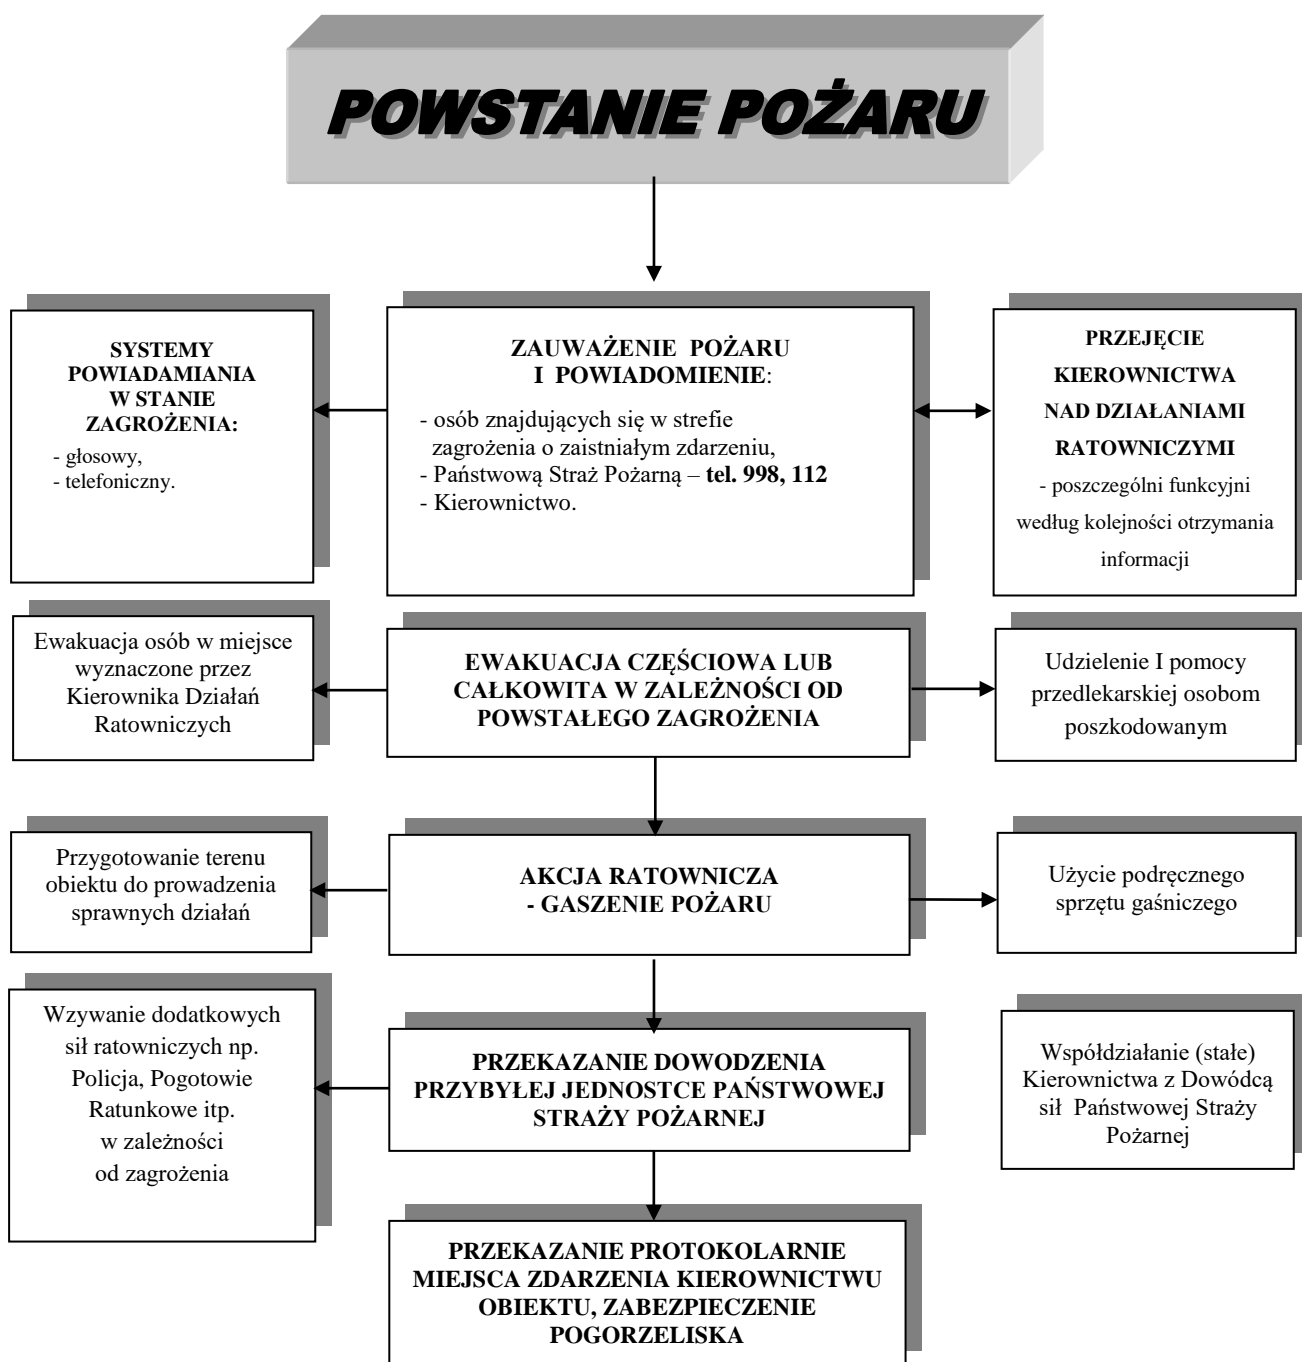 POWSTANIE POŻARU
SYSTEMY
POWIADAMIANIA
W STANIE
ZAGROŻENIA:
- głosowy,
- telefoniczny.
ZAUWAŻENIE POŻARU
I POWIADOMIENIE:
- osób znajdujących się w strefie
zagrożenia o zaistniałym zdarzeniu,
- Państwową Straż Pożarną – tel. 998, 112
- Kierownictwo.
PRZEJĘCIE
KIEROWNICTWA
NAD DZIAŁANIAMI
RATOWNICZYMI
- poszczególni funkcyjni
według kolejności otrzymania
informacji
Ewakuacja osób w miejsce
wyznaczone przez
Kierownika Działań
Ratowniczych
EWAKUACJA CZĘŚCIOWA LUB
CAŁKOWITA W ZALEŻNOŚCI OD
POWSTAŁEGO ZAGROŻENIA
Udzielenie I pomocy
przedlekarskiej osobom
poszkodowanym
Przygotowanie terenu
obiektu do prowadzenia
sprawnych działań
AKCJA RATOWNICZA
- GASZENIE POŻARU
Użycie podręcznego
sprzętu gaśniczego
Wzywanie dodatkowych
sił ratowniczych np.
Policja, Pogotowie
Ratunkowe itp.
w zależności
od zagrożenia
PRZEKAZANIE DOWODZENIA
PRZYBYŁEJ JEDNOSTCE PAŃSTWOWEJ
STRAŻY POŻARNEJ
Współdziałanie (stałe)
Kierownictwa z Dowódcą
sił Państwowej Straży
Pożarnej
PRZEKAZANIE PROTOKOLARNIE
MIEJSCA ZDARZENIA KIEROWNICTWU
OBIEKTU, ZABEZPIECZENIE
POGORZELISKA